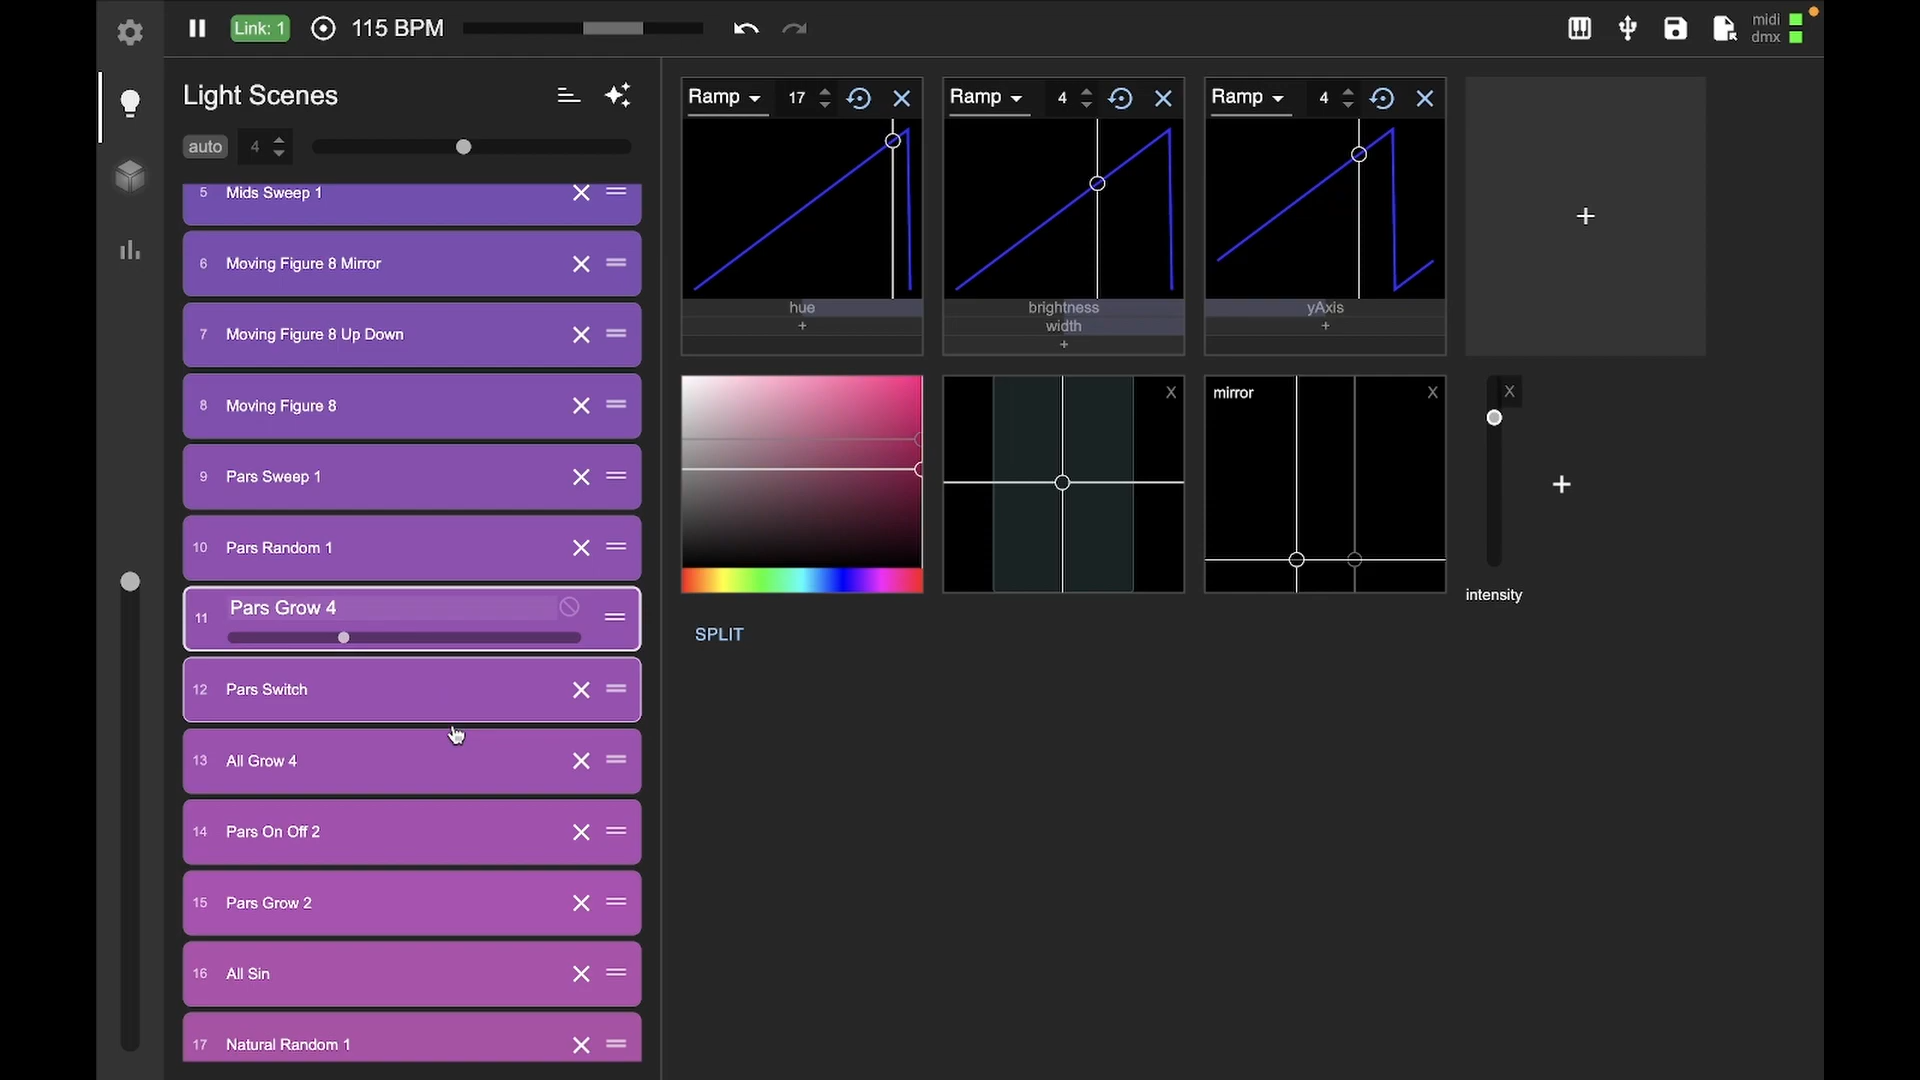 Link: 1
115 BPM
midi
dmx
Light Scenes
auto
4
5 Mids Sweep 1
6 Moving Figure 8 Mirror
7 Moving Figure 8 Up Down
8 Moving Figure 8
9 Pars Sweep 1
10 Pars Random 1
11 Pars Grow 4
12 Pars Switch
13 All Grow 4
14 Pars On Off 2
15 Pars Grow 2
16 All Sin
17 Natural Random 1
Ramp 17
hue
+
Ramp 4
brightness
width
+
Ramp 4
yAxis
+
+
X
mirror X
X
+
intensity
SPLIT